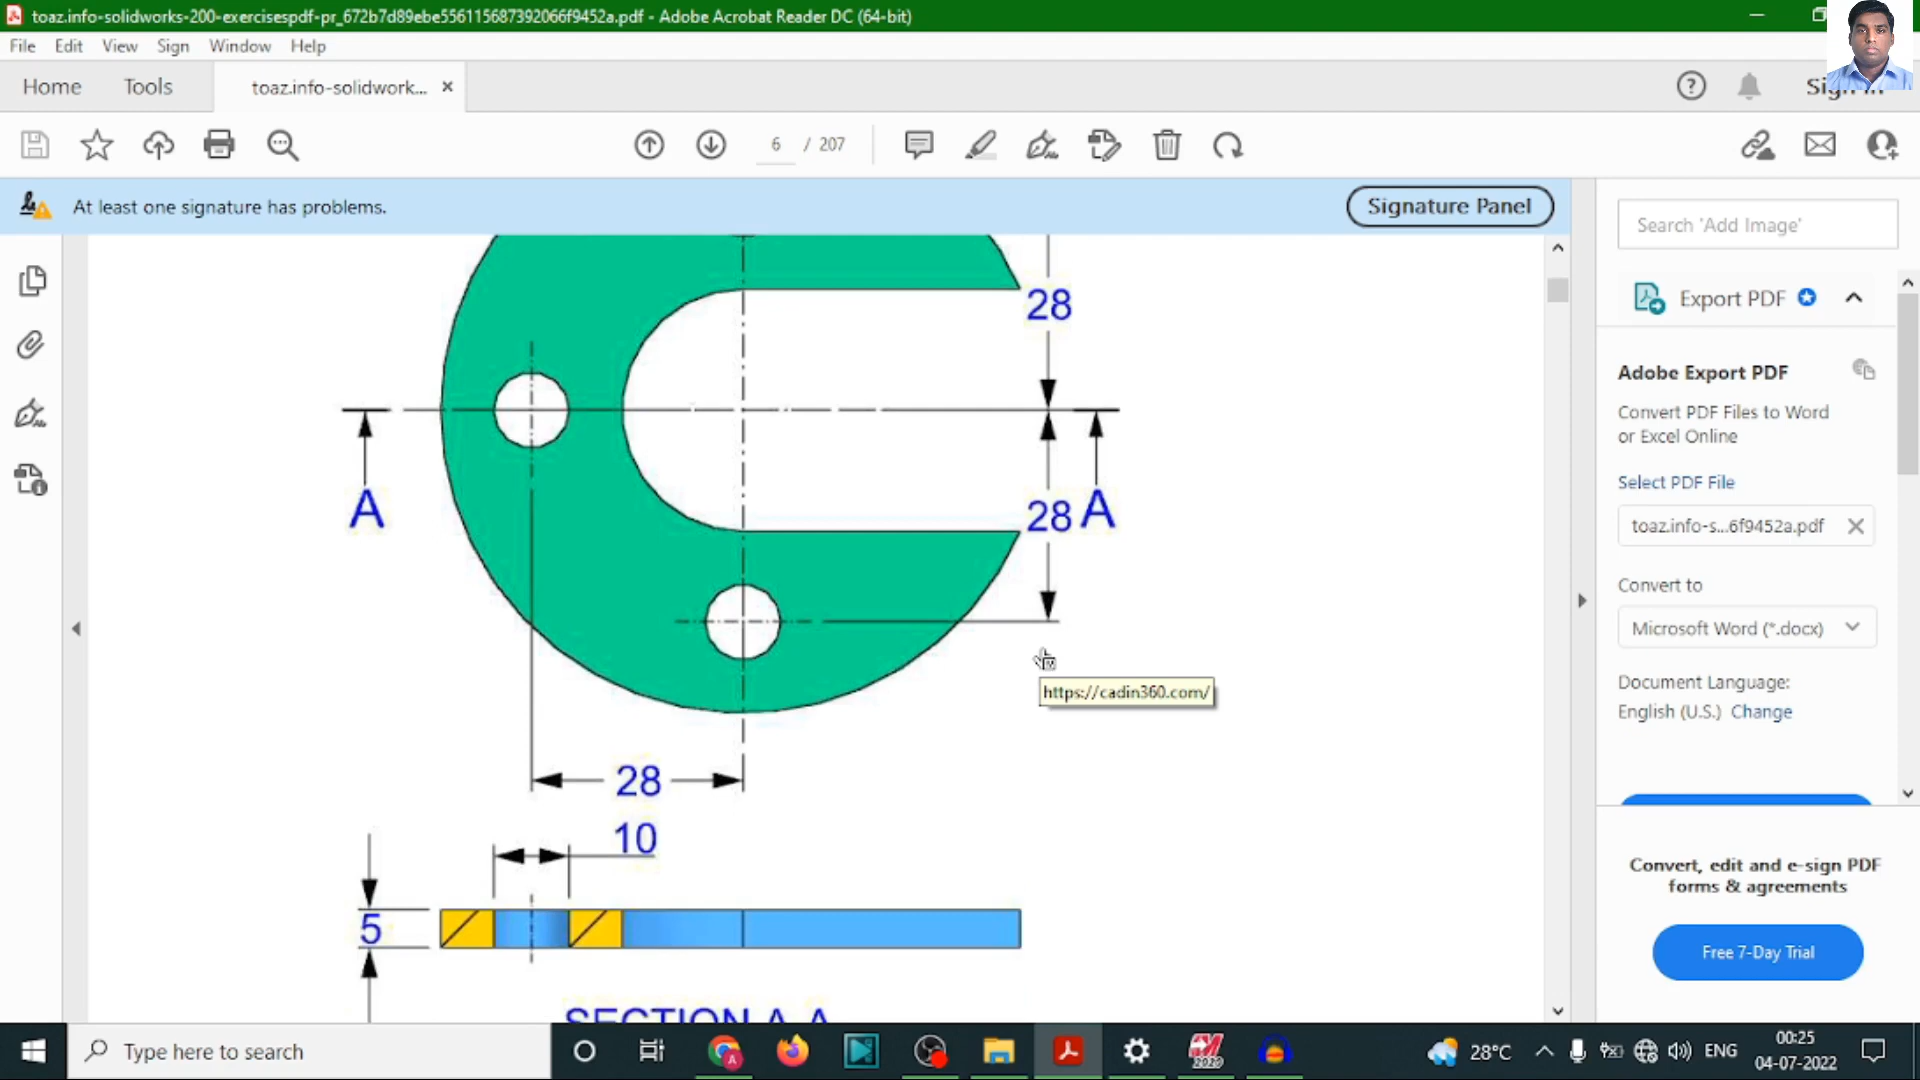 toaz.info-solidworks-200-exercisespdf-pr_672b7d89ebe556115687392066f9452a.pdf - Adobe Acrobat Reader DC (64-bit)
File Edit View Sign Window Help
Home Tools toaz.info-solidwork... ×
6 / 207
At least one signature has problems.
Signature Panel
Search 'Add Image'
Export PDF
Adobe Export PDF
Convert PDF Files to Word
or Excel Online
Select PDF File
toaz.info-s...6f9452a.pdf
Convert to
Microsoft Word (*.docx)
Document Language:
English (U.S.) Change
Convert, edit and e-sign PDF
forms & agreements
Free 7-Day Trial
28
A
28
A
https://cadin360.com/
28
10
5
SECTION A-A
Type here to search
28°C
ENG
00:25
04-07-2022